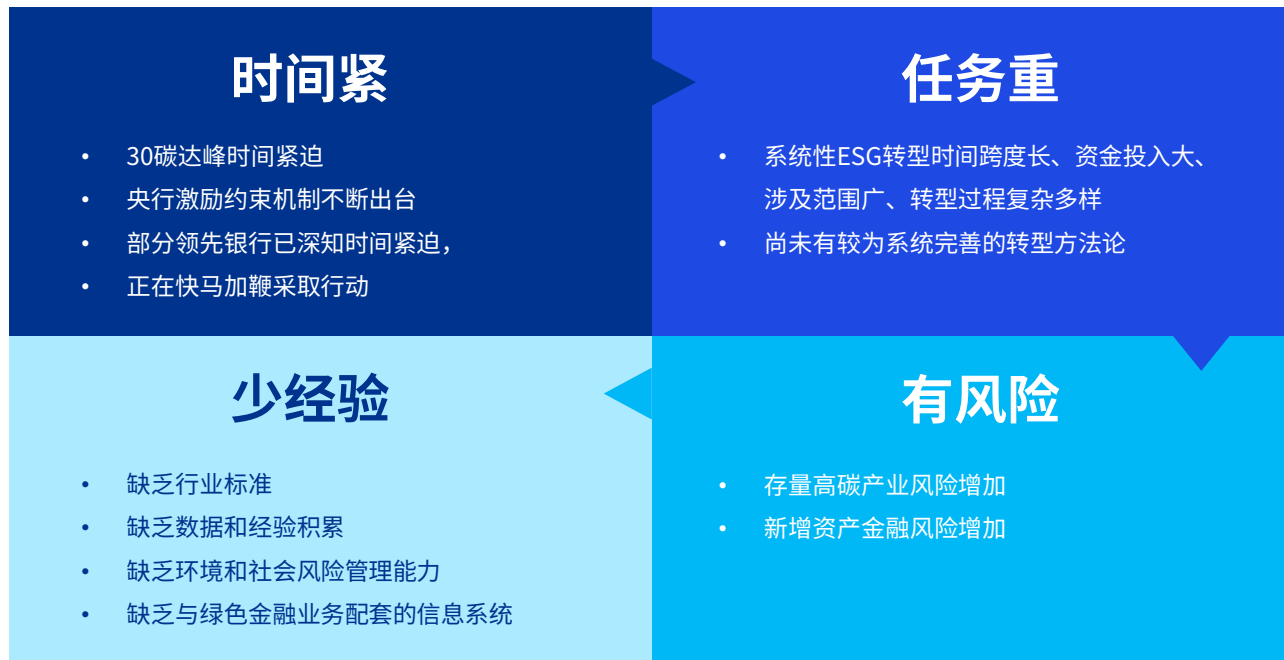 时间紧
• 30碳达峰时间紧迫
• 央行激励约束机制不断出台
• 部分领先银行已深知时间紧迫，
• 正在快马加鞭采取行动
任务重
• 系统性ESG转型时间跨度长、资金投入大、
涉及范围广、转型过程复杂多样
• 尚未有较为系统完善的转型方法论
少经验
• 缺乏行业标准
• 缺乏数据和经验积累
• 缺乏环境和社会风险管理能力
• 缺乏与绿色金融业务配套的信息系统
有风险
• 存量高碳产业风险增加
• 新增资产金融风险增加